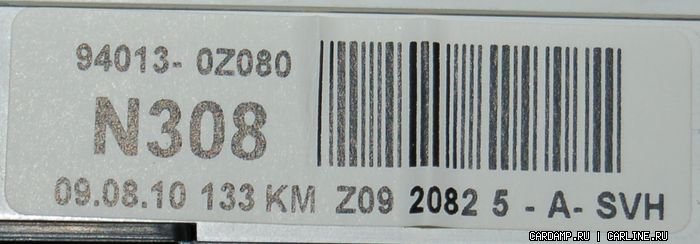 94013- 0Z080
N308
09.08.10 133 KM Z09 2082 5 - A- SVH
CARDAMP.RU | CARLINE.RU